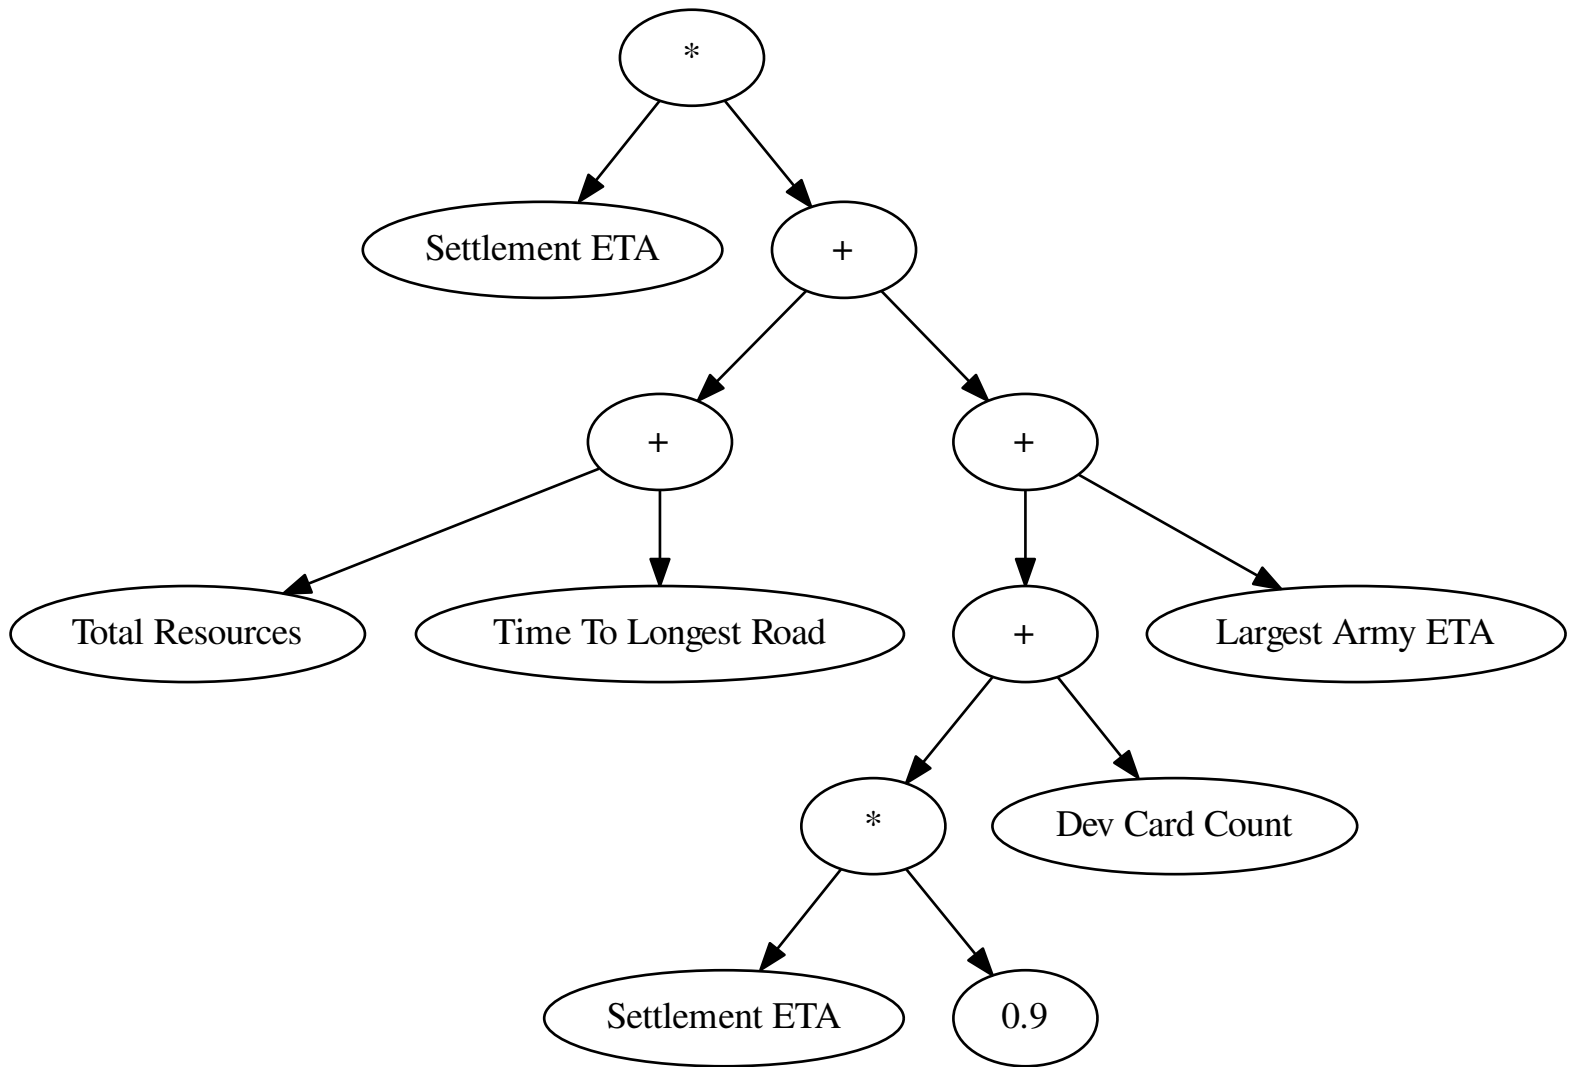 *
Settlement ETA
+
+
+
Total Resources
Time To Longest Road
+
Largest Army ETA
*
Dev Card Count
Settlement ETA
0.9